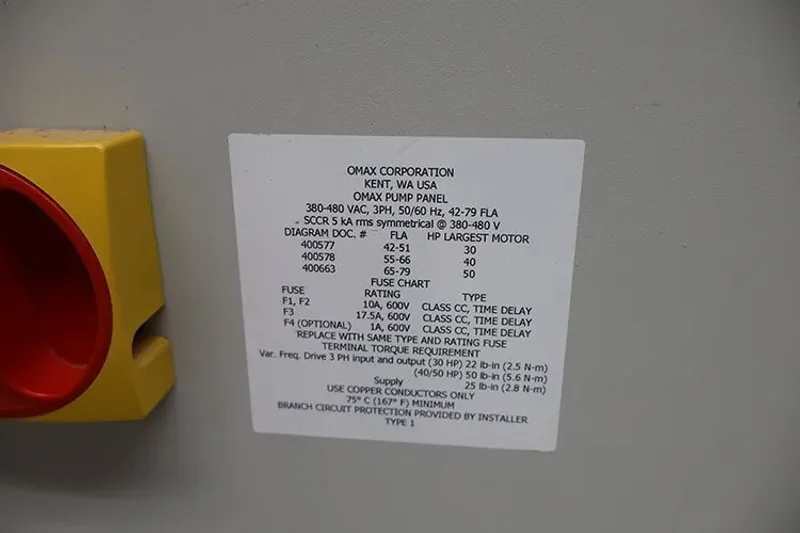 OMAX CORPORATION
KENT, WA USA
OMAX PUMP PANEL
380-480 VAC, 3PH, 50/60 Hz, 42-79 FLA
SCCR 5 kA rms symmetrical @ 380-480 V
DIAGRAM DOC. # FLA HP LARGEST MOTOR
400577 42-51 30
400578 55-66 40
400663 65-79 50
FUSE CHART
FUSE RATING TYPE
F1, F2 10A, 600V CLASS CC, TIME DELAY
F3 17.5A, 600V CLASS CC, TIME DELAY
F4 (OPTIONAL) 1A, 600V CLASS CC, TIME DELAY
REPLACE WITH SAME TYPE AND RATING FUSE
TERMINAL TORQUE REQUIREMENT
Var. Freq. Drive 3 PH input and output (30 HP) 22 lb-in (2.5 N-m)
(40/50 HP) 50 lb-in (5.6 N-m)
Supply 25 lb-in (2.8 N-m)
USE COPPER CONDUCTORS ONLY
75° C (167° F) MINIMUM
BRANCH CIRCUIT PROTECTION PROVIDED BY INSTALLER
TYPE 1